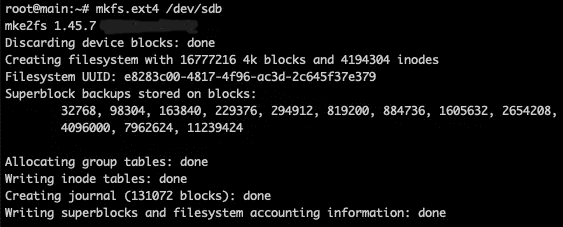 root@main:~# mkfs.ext4 /dev/sdb
mke2fs 1.45.7
Discarding device blocks: done
Creating filesystem with 16777216 4k blocks and 4194304 inodes
Filesystem UUID: e8283c00-4817-4f96-ac3d-2c645f37e379
Superblock backups stored on blocks:
32768, 98304, 163840, 229376, 294912, 819200, 884736, 1605632, 2654208,
4096000, 7962624, 11239424
Allocating group tables: done
Writing inode tables: done
Creating journal (131072 blocks): done
Writing superblocks and filesystem accounting information: done